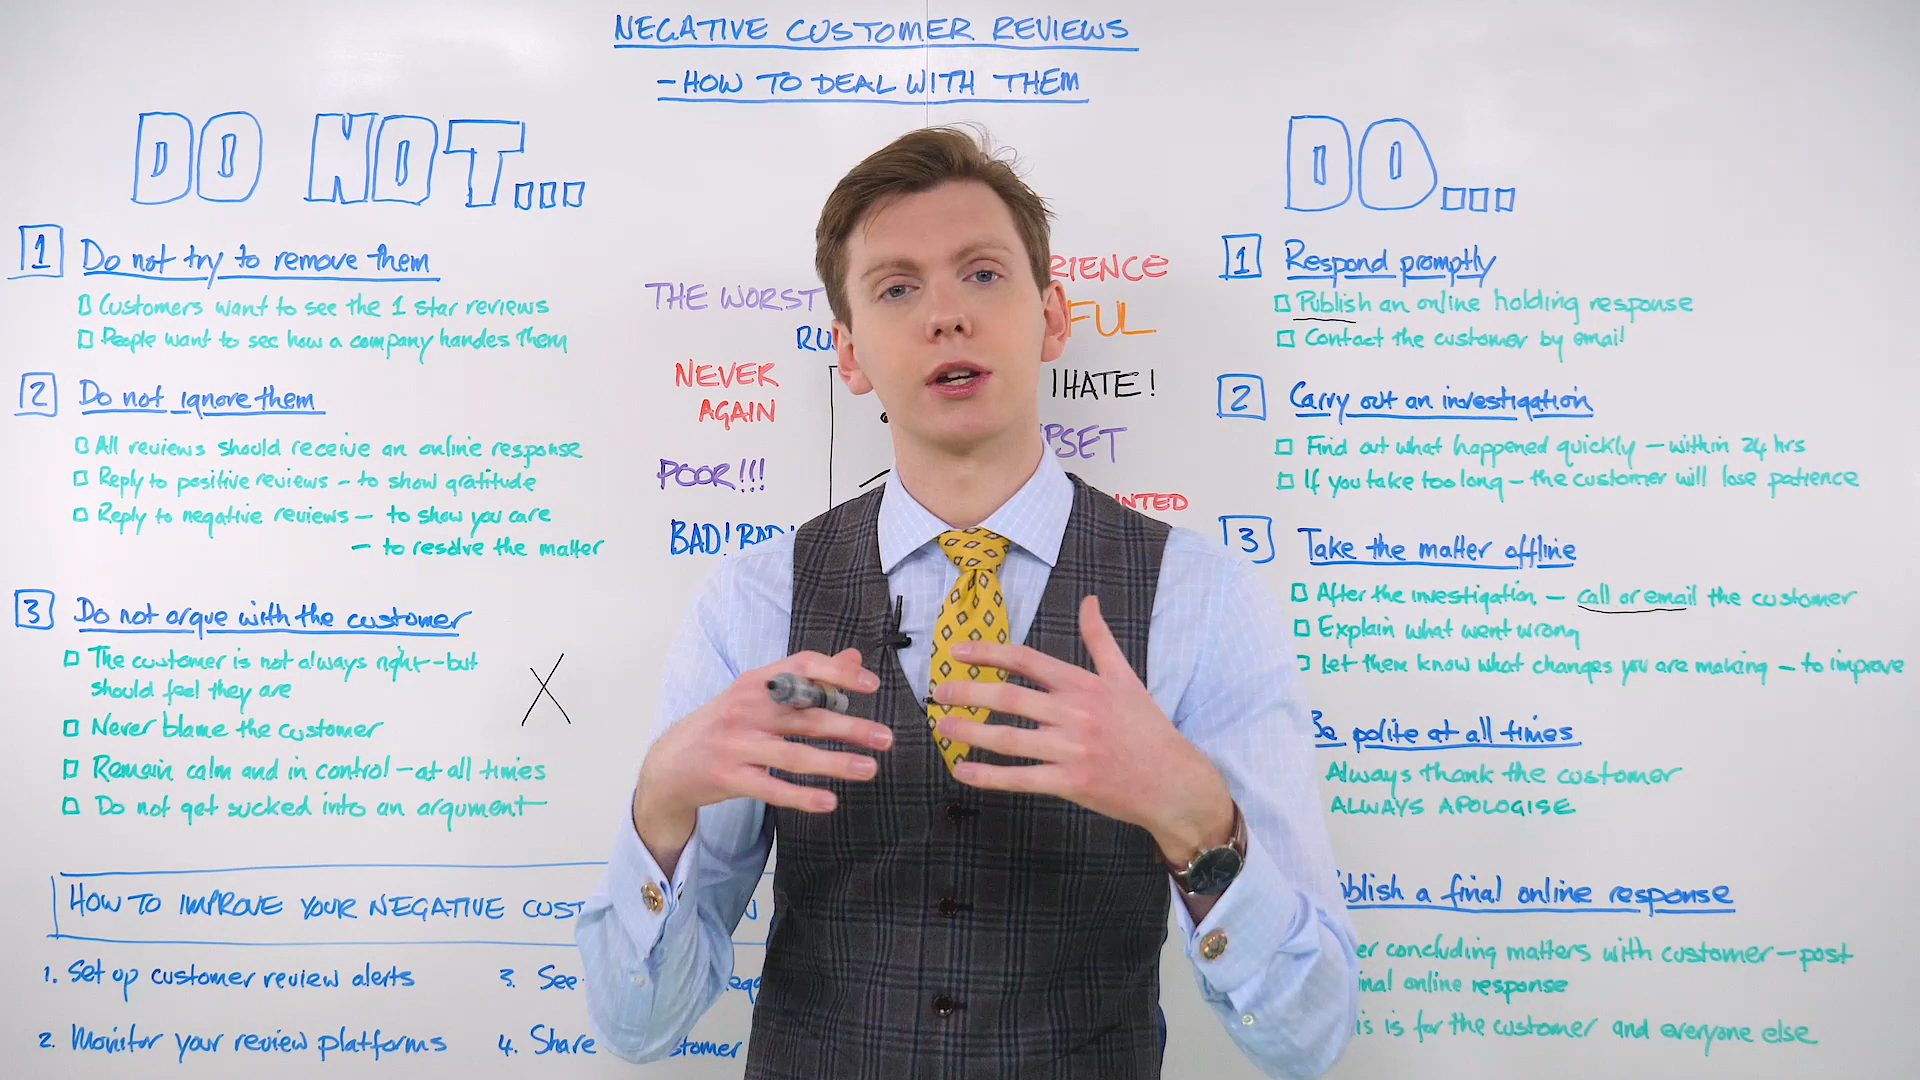 NEGATIVE CUSTOMER REVIEWS
- HOW TO DEAL WITH THEM
DO NOT...
1 Do not try to remove them
Customers want to see the 1 star reviews
People want to see how a company handes them
2 Do not ignore them
All reviews should receive an online response
Reply to positive reviews - to show gratitude
Reply to negative reviews - to show you care
- to resolve the matter
3 Do not argue with the customer
The customer is not always right - but
should feel they are
Never blame the customer
Remain calm and in control - at all times
Do not get sucked into an argument
X
THE WORST
RIENCE
RU
FUL
NEVER
AGAIN
I HATE!
POOR!!!
PSET
NTED
BAD! BAD!
DO...
1 Respond promptly
Publish an online holding response
Contact the customer by email
2 Carry out an investigation
Find out what happened quickly - within 24 hrs
If you take too long - the customer will lose patience
3 Take the matter offline
After the investigation - call or email the customer
Explain what went wrong
Let them know what changes you are making - to improve
Be polite at all times
Always thank the customer
ALWAYS APOLOGISE
blish a final online response
er concluding matters with customer - post
inal online response
is is for the customer and everyone else
HOW TO IMPROVE YOUR NEGATIVE CUST
1. Set up customer review alerts
2. Monitor your review platforms
3. See
4. Share
stomer